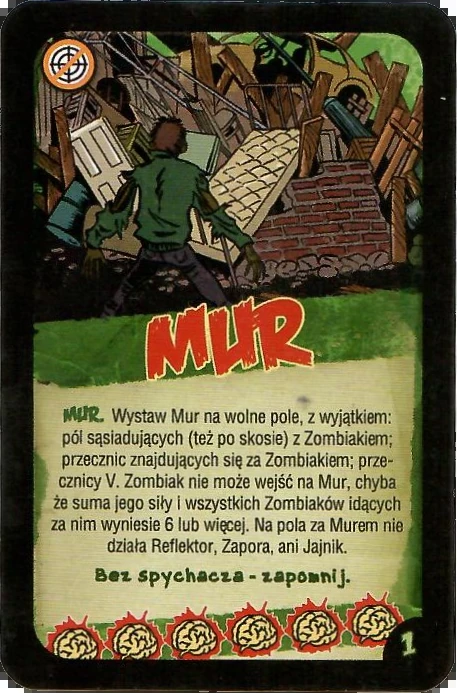 MUR
MUR. Wystaw Mur na wolne pole, z wyjątkiem:
pól sąsiadujących (też po skosie) z Zombiakiem;
przecznic znajdujących się za Zombiakiem; prze-
cznicy V. Zombiak nie może wejść na Mur, chyba
że suma jego siły i wszystkich Zombiaków idących
za nim wyniesie 6 lub więcej. Na pola za Murem nie
działa Reflektor, Zapora, ani Jajnik.
Bez spychacza - zapomnij.
1